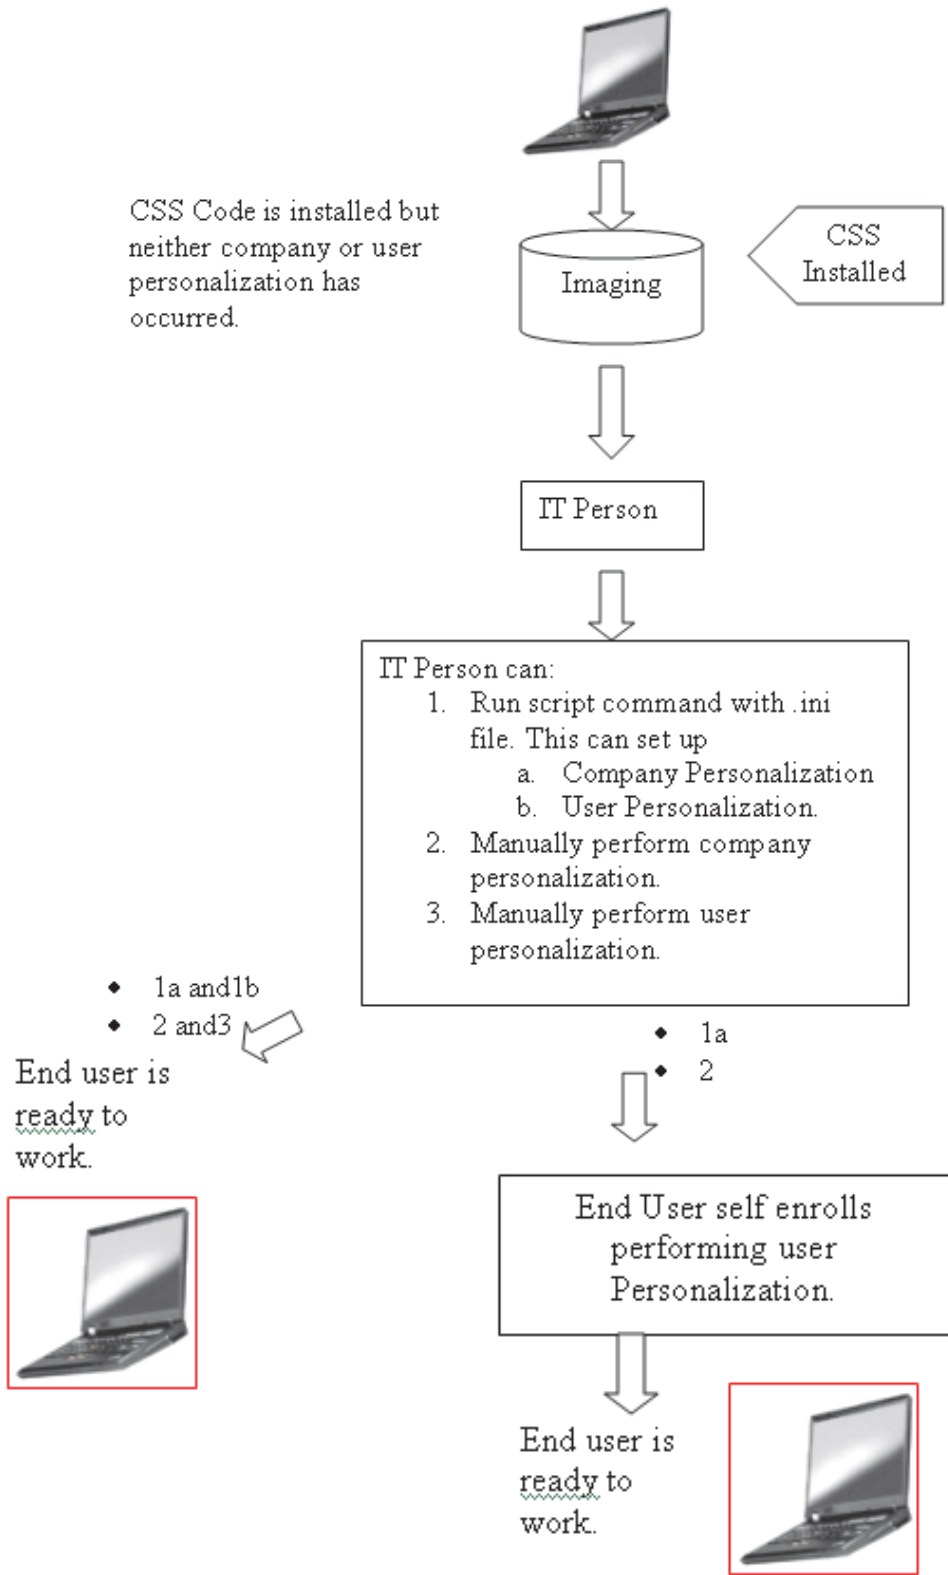 CSS Code is installed but
neither company or user
personalization has
occurred.
Imaging
CSS
Installed
IT Person
IT Person can:
1. Run script command with .ini
file. This can set up
a. Company Personalization
b. User Personalization.
2. Manually perform company
personalization.
3. Manually perform user
personalization.
◆ 1a and1b
◆ 2 and3
End user is
ready to
work.
◆ 1a
◆ 2
End User self enrolls
performing user
Personalization.
End user is
ready to
work.